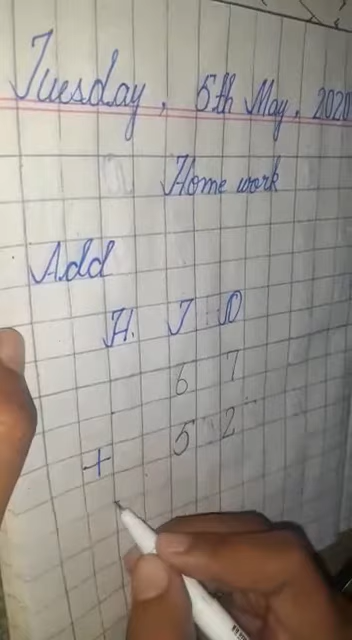 Tuesday, 5th May, 2020
Home work
Add
H. T O
6 7
+ 5 2